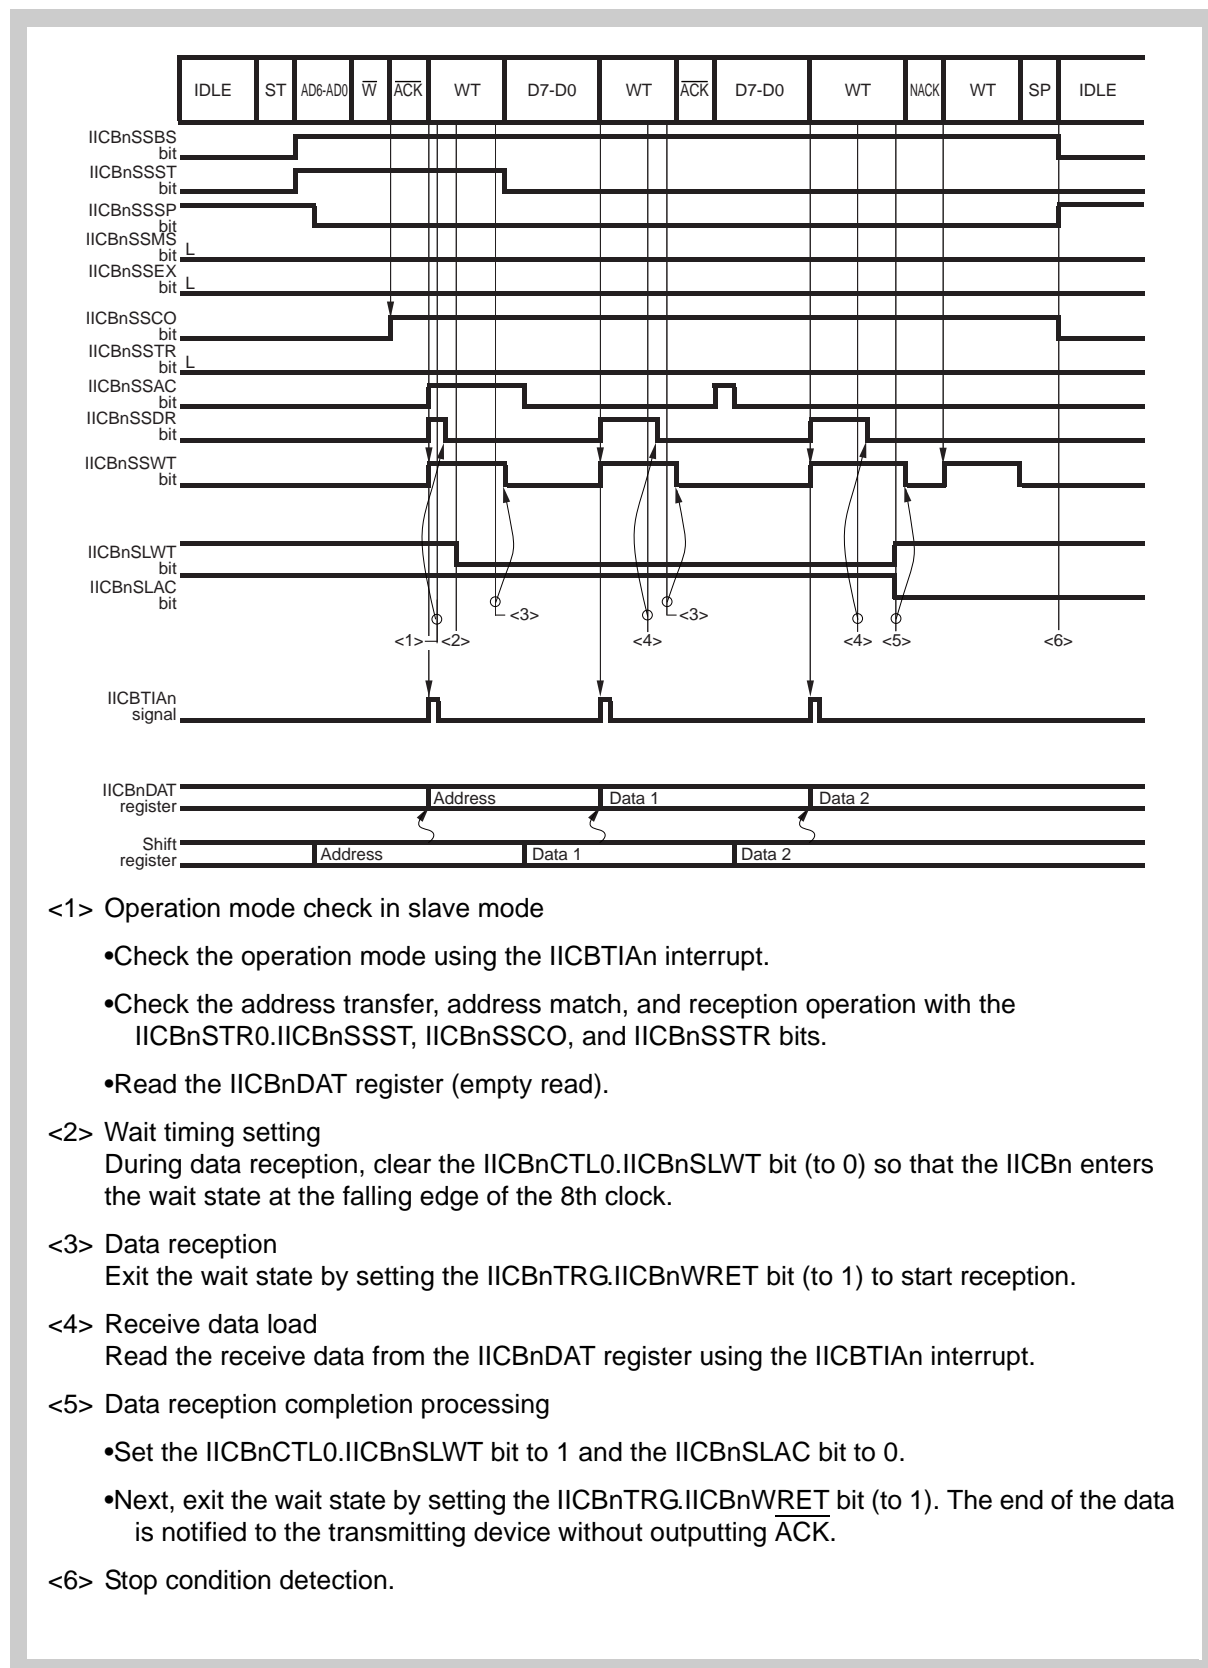 IDLE ST AD6-AD0 W ACK WT D7-D0 WT ACK D7-D0 WT NACK WT SP IDLE
IICBnSSBS
bit
IICBnSSST
bit
IICBnSSSP
bit
IICBnSSMS
bit L
IICBnSSEX
bit L
IICBnSSCO
bit
IICBnSSTR
bit L
IICBnSSAC
bit
IICBnSSDR
bit
IICBnSSWT
bit
IICBnSLWT
bit
IICBnSLAC
bit
<3> <3>
<1> <2> <4> <4> <5> <6>
IICBTIAn
signal
IICBnDAT
register
Address Data 1 Data 2
Shift
register
Address Data 1 Data 2
<1> Operation mode check in slave mode
•Check the operation mode using the IICBTIAn interrupt.
•Check the address transfer, address match, and reception operation with the
IICBnSTR0.IICBnSSST, IICBnSSCO, and IICBnSSTR bits.
•Read the IICBnDAT register (empty read).
<2> Wait timing setting
During data reception, clear the IICBnCTL0.IICBnSLWT bit (to 0) so that the IICBn enters
the wait state at the falling edge of the 8th clock.
<3> Data reception
Exit the wait state by setting the IICBnTRG.IICBnWRET bit (to 1) to start reception.
<4> Receive data load
Read the receive data from the IICBnDAT register using the IICBTIAn interrupt.
<5> Data reception completion processing
•Set the IICBnCTL0.IICBnSLWT bit to 1 and the IICBnSLAC bit to 0.
•Next, exit the wait state by setting the IICBnTRG.IICBnWRET bit (to 1). The end of the data
is notified to the transmitting device without outputting ACK.
<6> Stop condition detection.